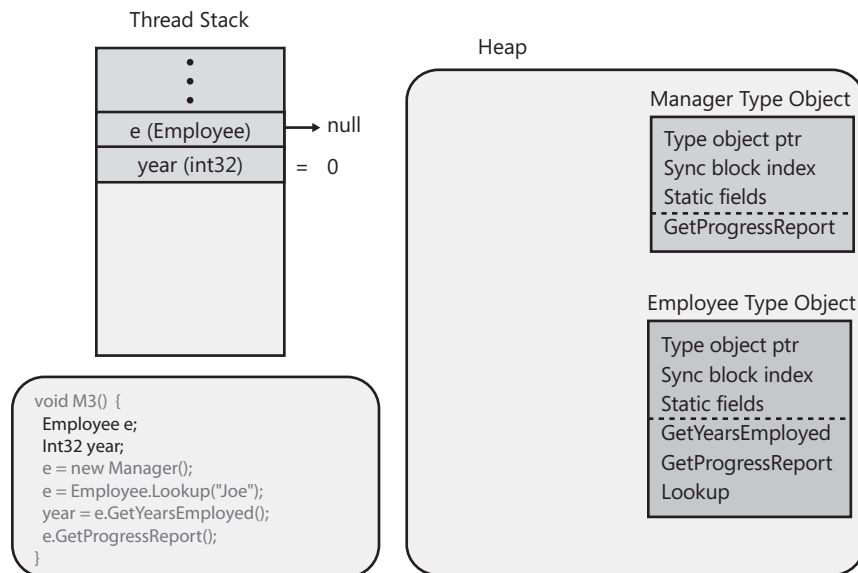 Thread Stack
e (Employee)
null
year (int32)
= 0
void M3() {
Employee e;
Int32 year;
e = new Manager();
e = Employee.Lookup("Joe");
year = e.GetYearsEmployed();
e.GetProgressReport();
}
Heap
Manager Type Object
Type object ptr
Sync block index
Static fields
GetProgressReport
Employee Type Object
Type object ptr
Sync block index
Static fields
GetYearsEmployed
GetProgressReport
Lookup